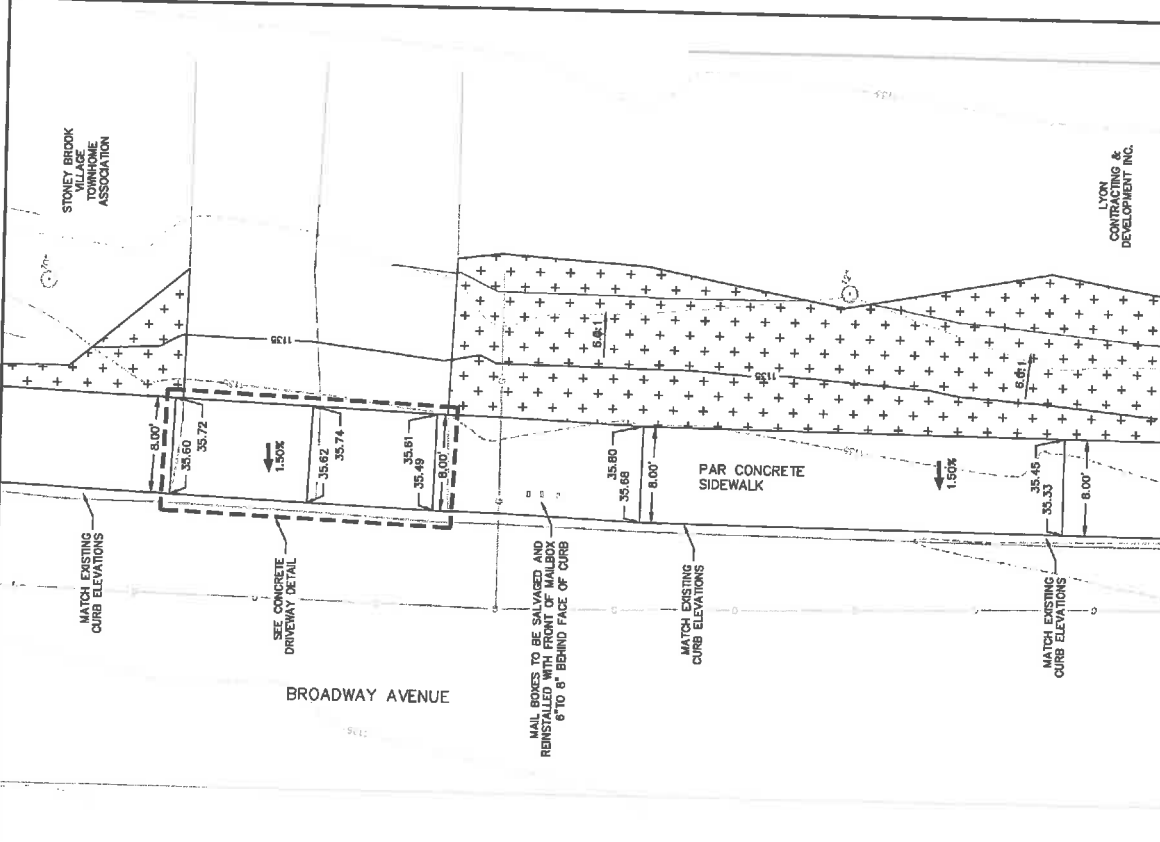 STONEY BROOK
VILLAGE
TOWNHOME
ASSOCIATION
LYON
CONTRACTING &
DEVELOPMENT INC.
1135
1135
6.0:1
1135
6.0:1
8.00'
35.60
35.72
1.50%
35.62
35.74
35.61
35.49
8.00'
35.80
35.68
8.00'
PAR CONCRETE
SIDEWALK
1.50%
35.45
35.33
8.00'
MATCH EXISTING
CURB ELEVATIONS
SEE CONCRETE
DRIVEWAY DETAIL
MAIL BOXES TO BE SALVAGED AND
REINSTALLED WITH FRONT OF MAILBOX
6"TO 8" BEHIND FACE OF CURB
MATCH EXISTING
CURB ELEVATIONS
MATCH EXISTING
CURB ELEVATIONS
BROADWAY AVENUE